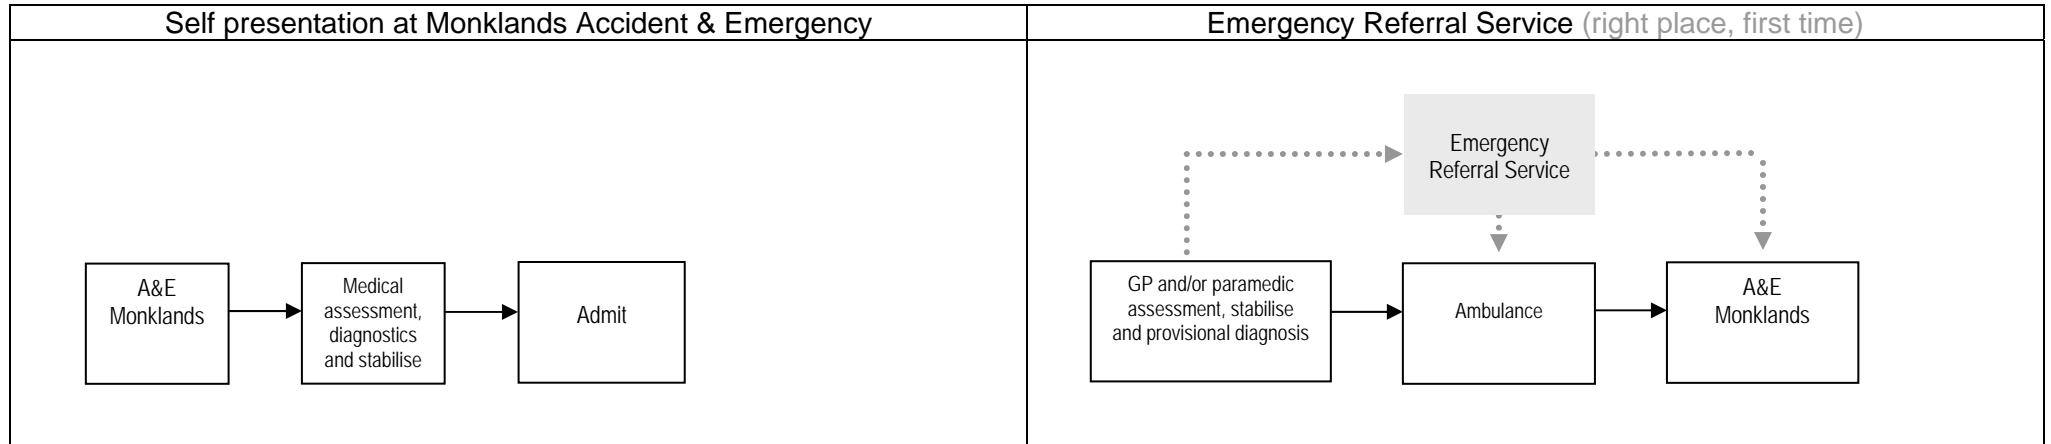 Self presentation at Monklands Accident & Emergency
Emergency Referral Service (right place, first time)
A&E
Monklands
Medical
assessment,
diagnostics
and stabilise
Admit
Emergency
Referral Service
GP and/or paramedic
assessment, stabilise
and provisional diagnosis
Ambulance
A&E
Monklands